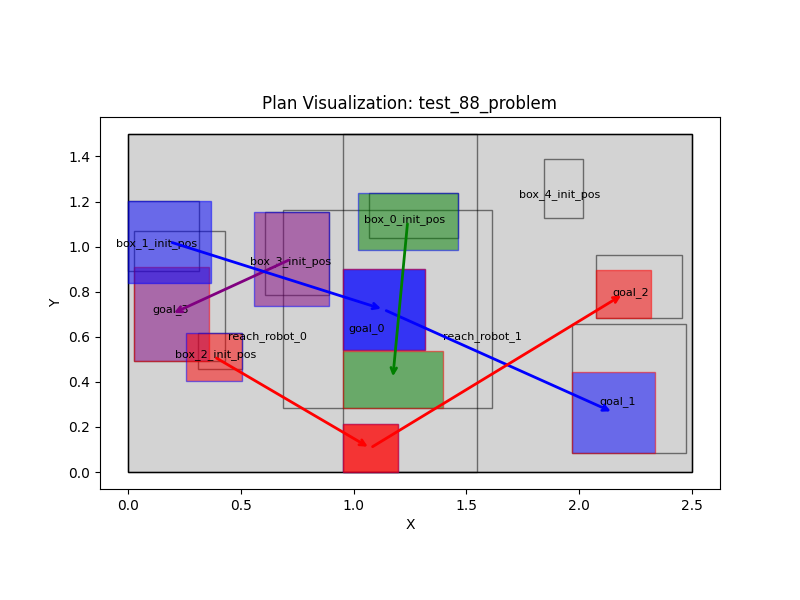 Plan Visualization: test_88_problem
1.4
1.2
1.0
0.8
0.6
0.4
0.2
0.0
Y
box_4_init_pos
box_0_init_pos
box_1_init_pos
box_3_init_pos
goal_2
goal_3
goal_0
reach_robot_0
reach_robot_1
box_2_init_pos
goal_1
0.0
0.5
1.0
1.5
2.0
2.5
X